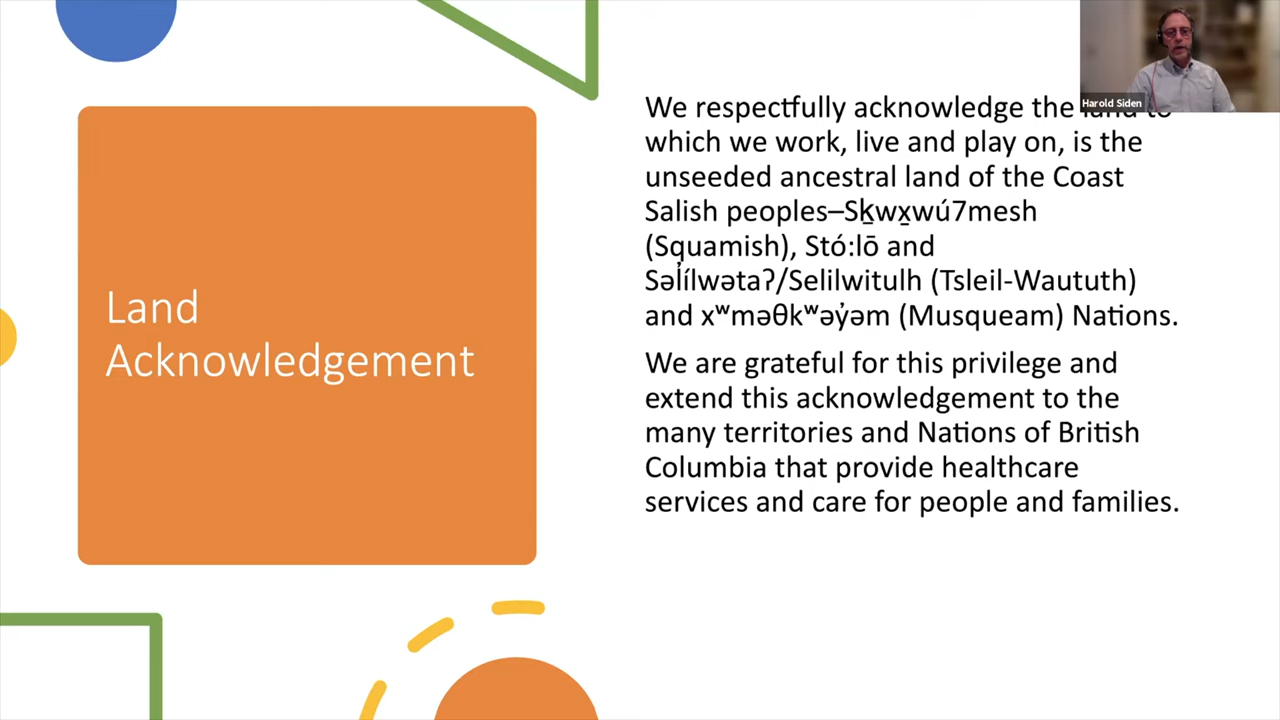 Harold Siden
Land
Acknowledgement
We respectfully acknowledge the land to
which we work, live and play on, is the
unseeded ancestral land of the Coast
Salish peoples–Sḵwx̱wú7mesh
(Squamish), Stó:lō and
Səl̓ílwətaʔ/Selilwitulh (Tsleil-Waututh)
and xʷməθkʷəy̓əm (Musqueam) Nations.
We are grateful for this privilege and
extend this acknowledgement to the
many territories and Nations of British
Columbia that provide healthcare
services and care for people and families.